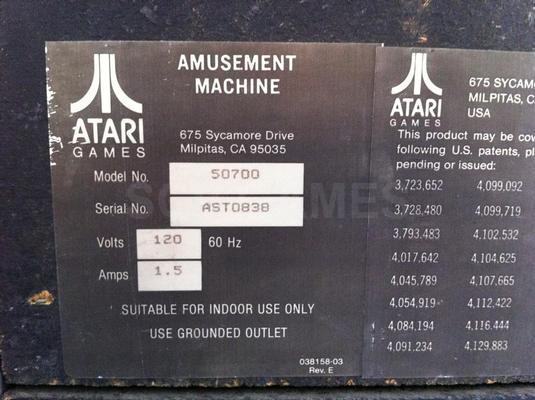 ATARI
GAMES
AMUSEMENT
MACHINE
675 Sycamore Drive
Milpitas, CA 95035
Model No. 50700
Serial No. AST0838
Volts 120 60 Hz
Amps 1.5
SUITABLE FOR INDOOR USE ONLY
USE GROUNDED OUTLET
038158-03
Rev. E
ATARI
GAMES
675 SYCAM
MILPITAS, C
USA
This product may be cov
following U.S. patents, pl
pending or issued:
3,723,652 4,099,092
3,728,480 4,099,719
3,793,483 4,102,532
4,017,642 4,104,625
4,045,789 4,107,665
4,054,919 4,112,422
4,084,194 4,116,444
4,091,234 4,129,883